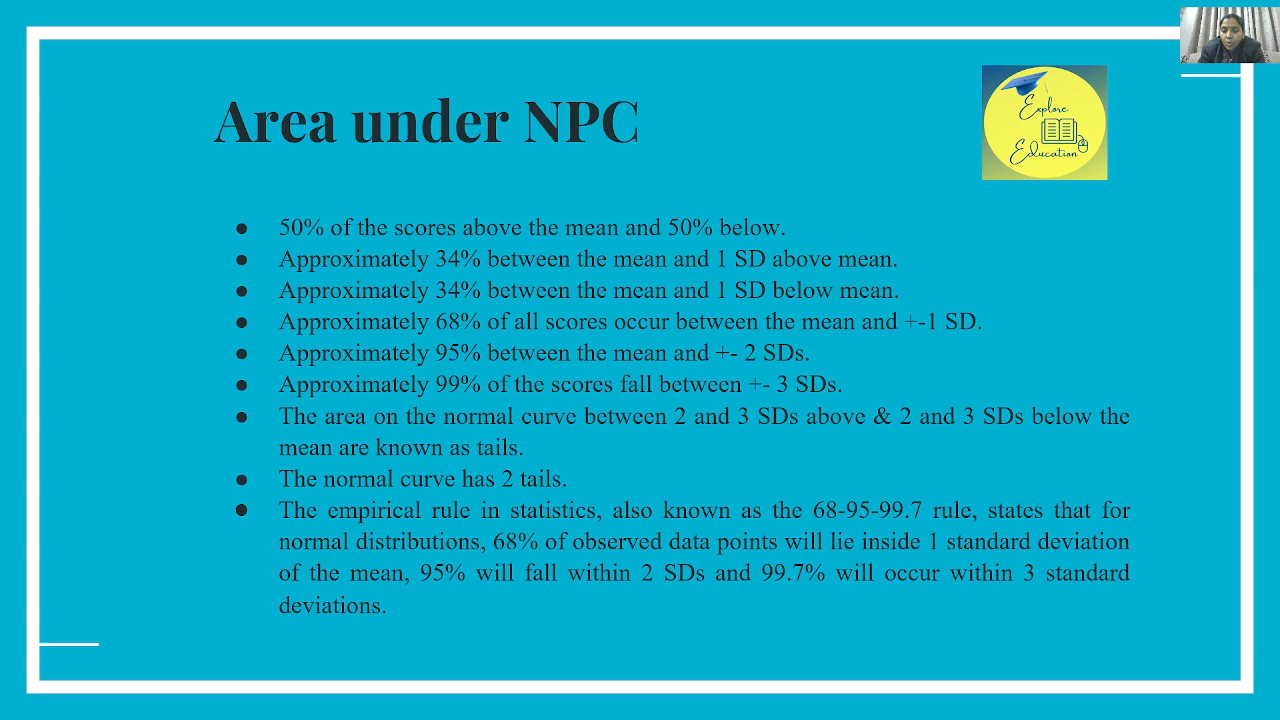 Area under NPC
Explore
Education
● 50% of the scores above the mean and 50% below.
● Approximately 34% between the mean and 1 SD above mean.
● Approximately 34% between the mean and 1 SD below mean.
● Approximately 68% of all scores occur between the mean and +-1 SD.
● Approximately 95% between the mean and +- 2 SDs.
● Approximately 99% of the scores fall between +- 3 SDs.
● The area on the normal curve between 2 and 3 SDs above & 2 and 3 SDs below the
mean are known as tails.
● The normal curve has 2 tails.
● The empirical rule in statistics, also known as the 68-95-99.7 rule, states that for
normal distributions, 68% of observed data points will lie inside 1 standard deviation
of the mean, 95% will fall within 2 SDs and 99.7% will occur within 3 standard
deviations.